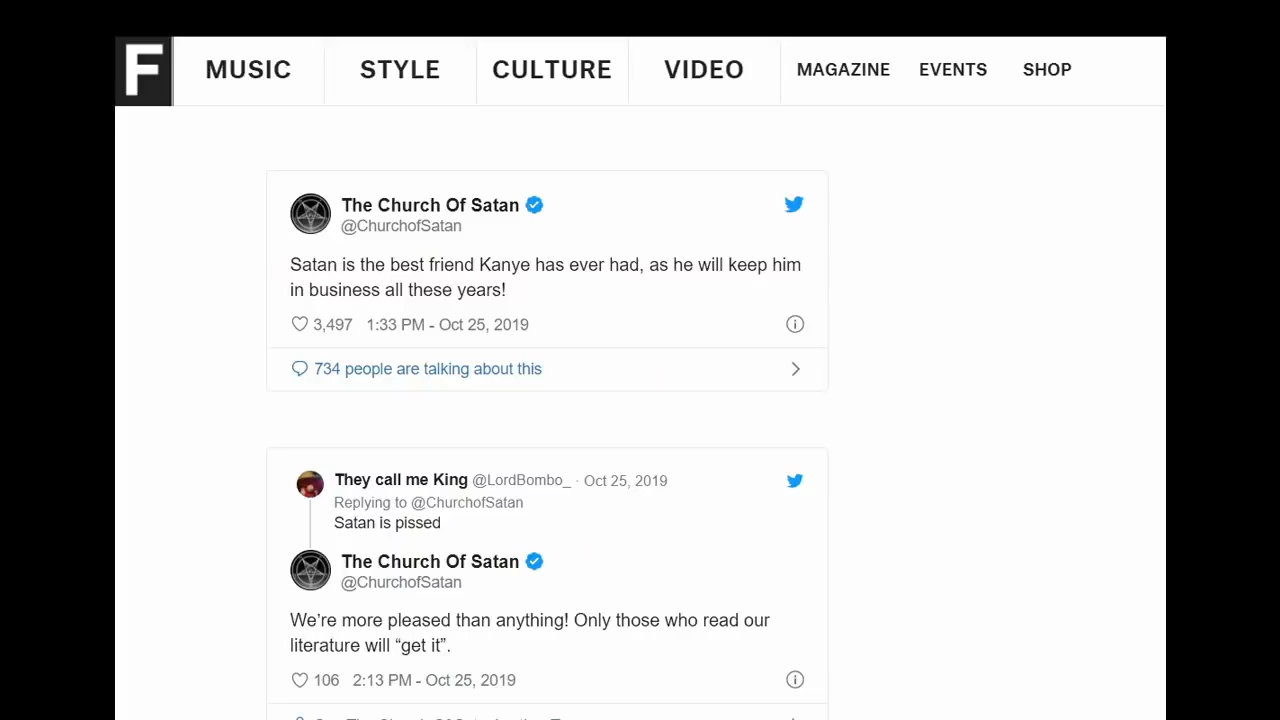 F
MUSIC STYLE CULTURE VIDEO MAGAZINE EVENTS SHOP
The Church Of Satan
@ChurchofSatan
Satan is the best friend Kanye has ever had, as he will keep him
in business all these years!
3,497 1:33 PM - Oct 25, 2019
734 people are talking about this
They call me King @LordBombo_ · Oct 25, 2019
Replying to @ChurchofSatan
Satan is pissed
The Church Of Satan
@ChurchofSatan
We’re more pleased than anything! Only those who read our
literature will “get it”.
106 2:13 PM - Oct 25, 2019